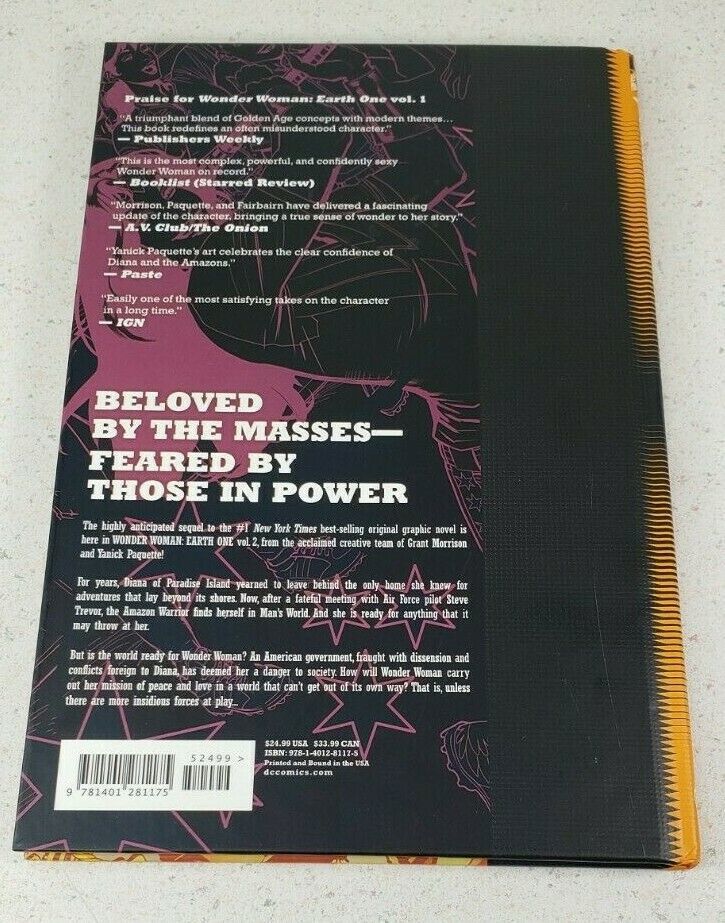 Praise for Wonder Woman: Earth One vol. 1
"A triumphant blend of Golden Age concepts with modern themes...
This book redefines an often misunderstood character."
— Publishers Weekly
"This is the most complex, powerful, and confidently sexy
Wonder Woman on record."
— Booklist (Starred Review)
"Morrison, Paquette, and Fairbairn have delivered a fascinating
update of the character, bringing a true sense of wonder to her story."
— A.V. Club/The Onion
"Yanick Paquette's art celebrates the clear confidence of
Diana and the Amazons."
— Paste
"Easily one of the most satisfying takes on the character
in a long time."
— IGN
BELOVED
BY THE MASSES—
FEARED BY
THOSE IN POWER
The highly anticipated sequel to the #1 New York Times best-selling original graphic novel is
here in WONDER WOMAN: EARTH ONE vol. 2, from the acclaimed creative team of Grant Morrison
and Yanick Paquette!
For years, Diana of Paradise Island yearned to leave behind the only home she knew for
adventures that lay beyond its shores. Now, after a fateful meeting with Air Force pilot Steve
Trevor, the Amazon Warrior finds herself in Man's World. And she is ready for anything that it
may throw at her.
But is the world ready for Wonder Woman? An American government, fraught with dissension and
conflicts foreign to Diana, has deemed her a danger to society. How will Wonder Woman carry
out her mission of peace and love in a world that can't get out of its own way? That is, unless
there are more insidious forces at play...
52499 >
9 781401 281175
$24.99 USA $33.99 CAN
ISBN: 978-1-4012-8117-5
Printed and Bound in the USA
dccomics.com